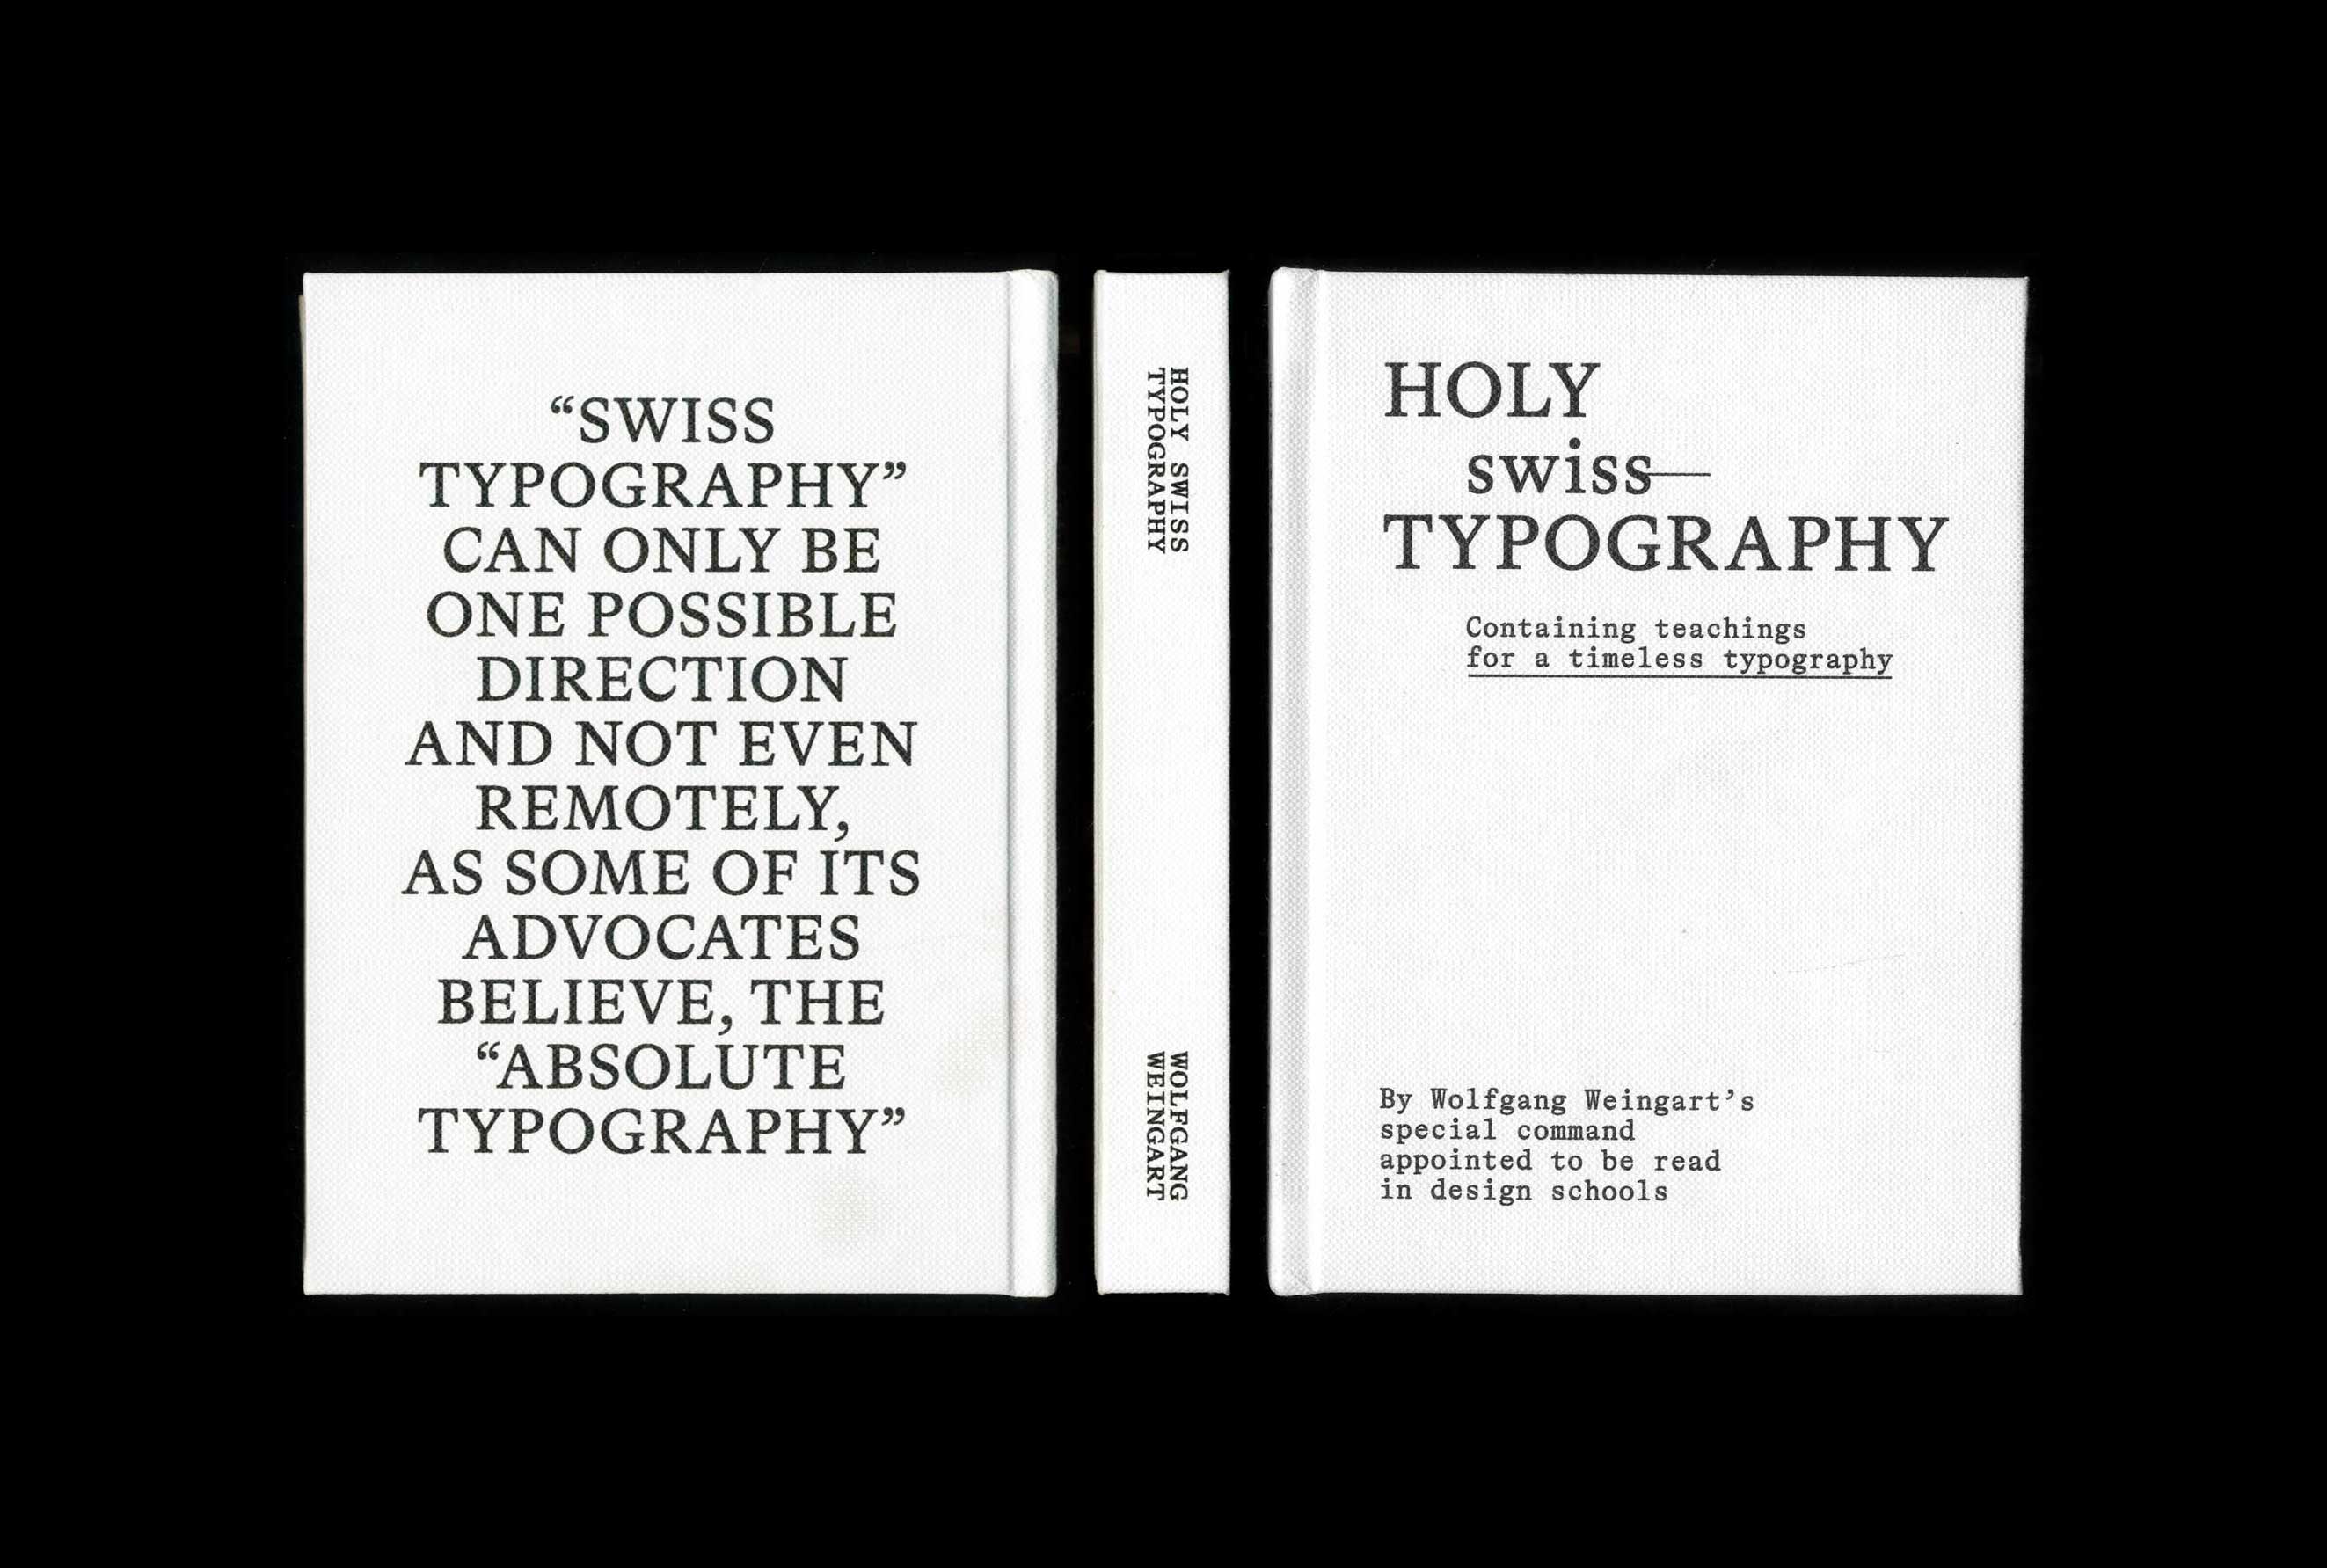 “SWISS
TYPOGRAPHY”
CAN ONLY BE
ONE POSSIBLE
DIRECTION
AND NOT EVEN
REMOTELY,
AS SOME OF ITS
ADVOCATES
BELIEVE, THE
“ABSOLUTE
TYPOGRAPHY”
HOLY SWISS
TYPOGRAPHY
WOLFGANG
WEINGART
HOLY
swiss—
TYPOGRAPHY
Containing teachings
for a timeless typography
By Wolfgang Weingart’s
special command
appointed to be read
in design schools